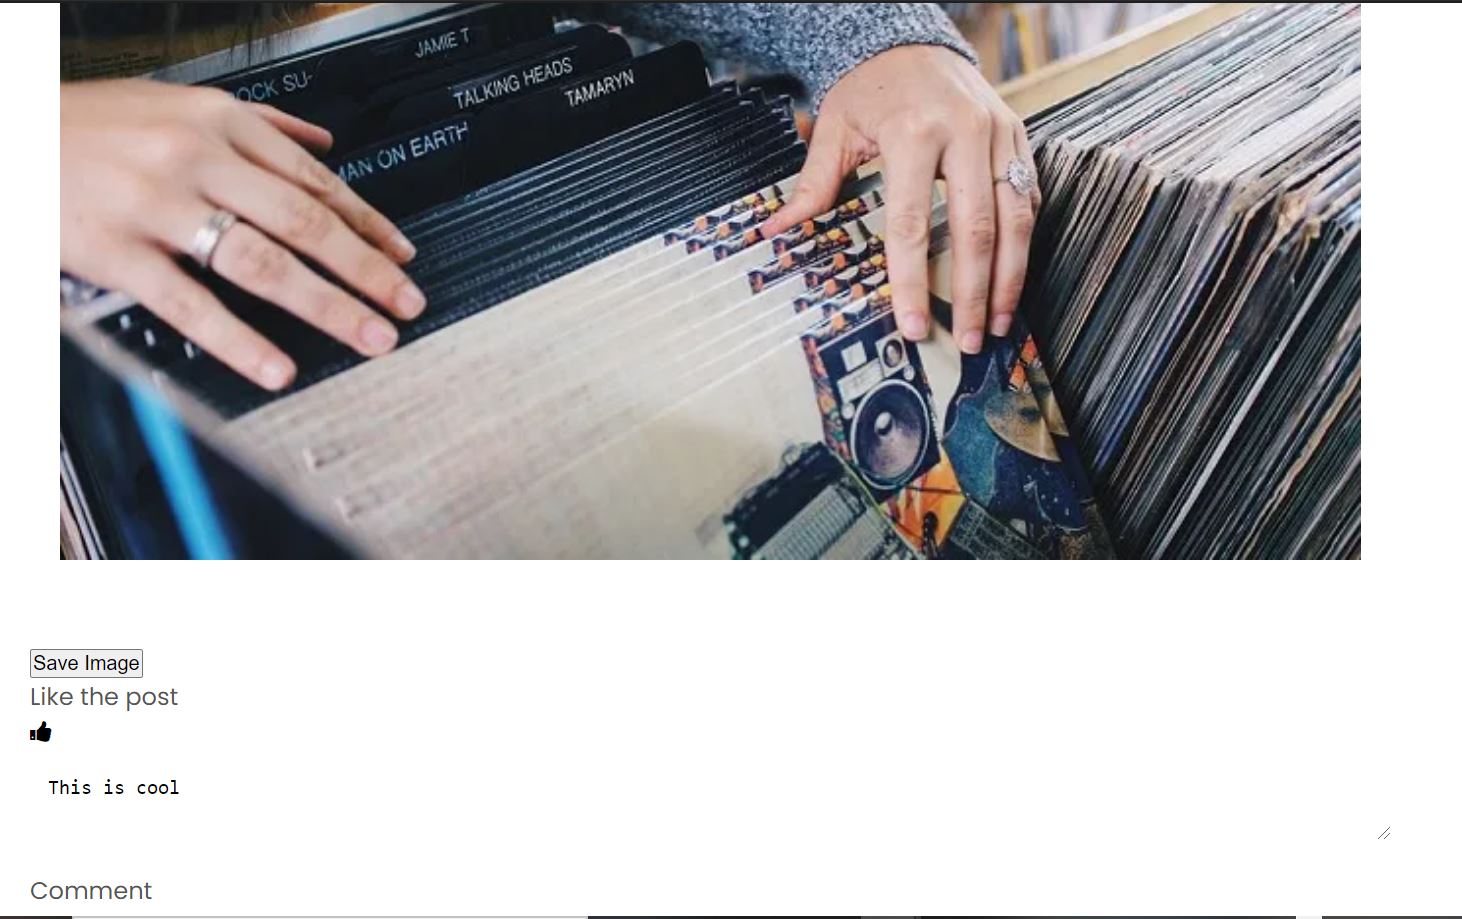 JAMIE T
OCK SU-
TALKING HEADS
TAMARYN
MAN ON EARTH
Save Image
Like the post
This is cool
Comment